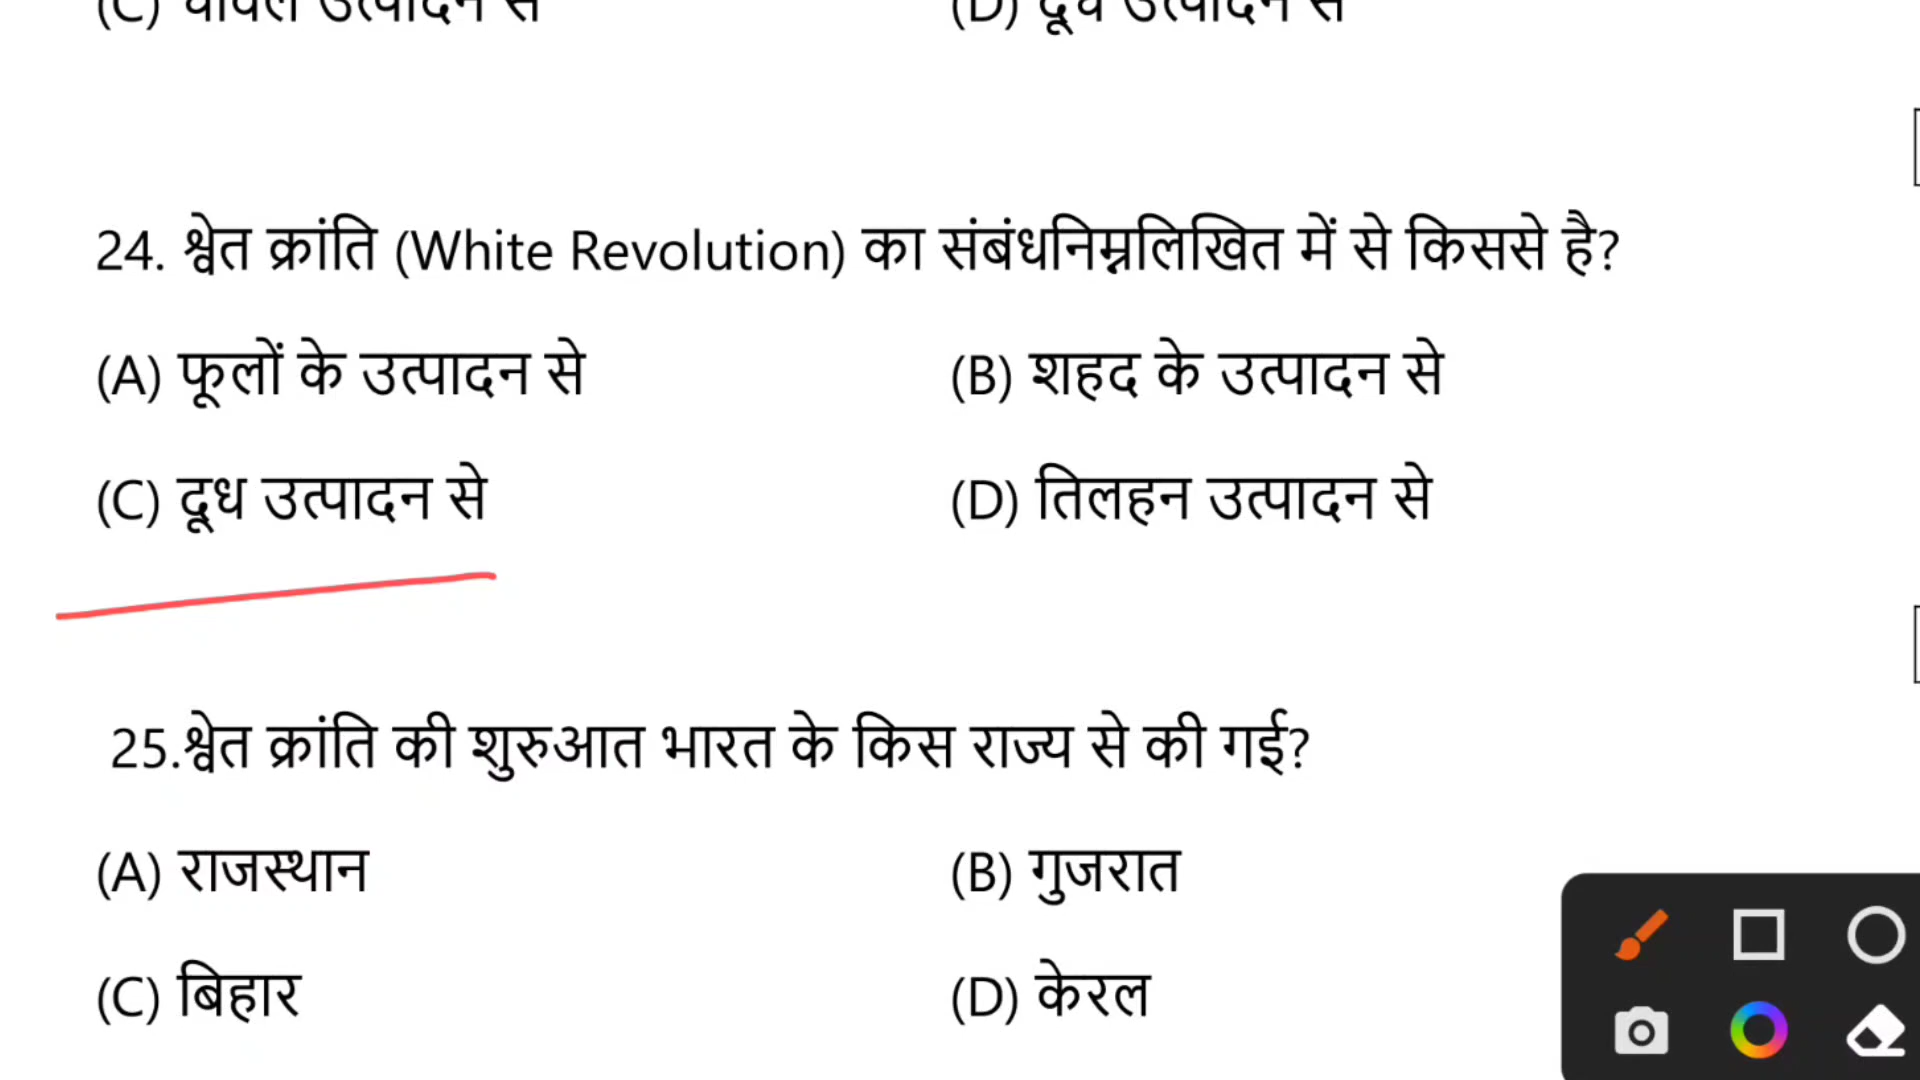 (C) चावल उत्पादन से (D) दूध उत्पादन से
24. श्वेत क्रांति (White Revolution) का संबंधनिम्नलिखित में से किससे है?
(A) फूलों के उत्पादन से (B) शहद के उत्पादन से
(C) दूध उत्पादन से (D) तिलहन उत्पादन से
25.श्वेत क्रांति की शुरुआत भारत के किस राज्य से की गई?
(A) राजस्थान (B) गुजरात
(C) बिहार (D) केरल